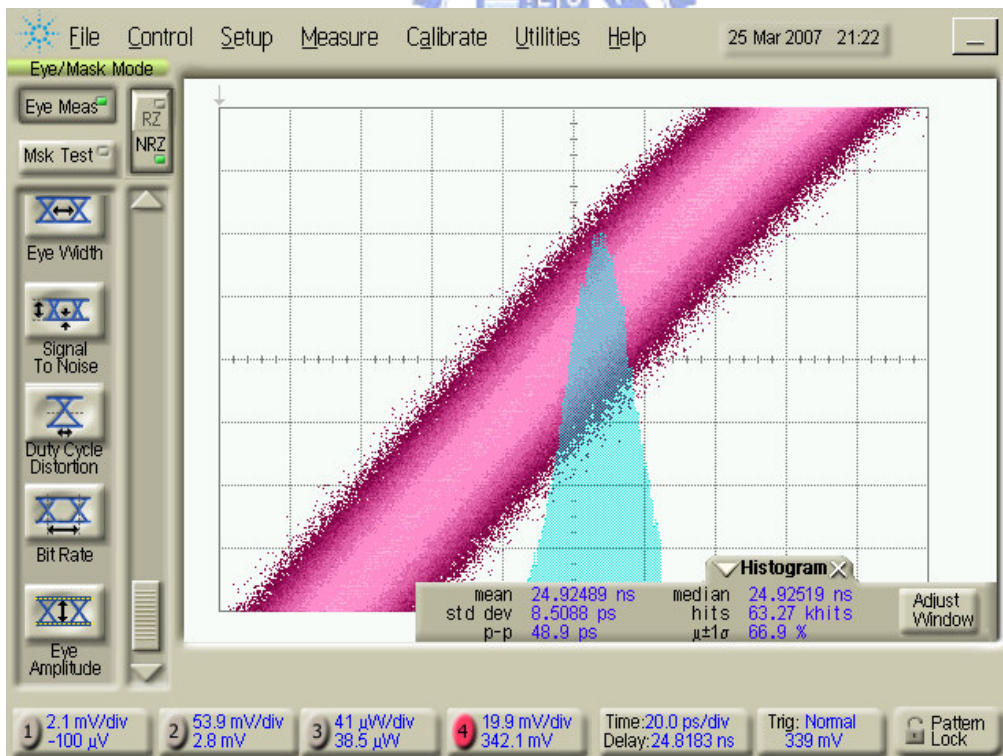 File Control Setup Measure Calibrate Utilities Help 25 Mar 2007 21:22
Eye/Mask Mode
Eye Meas
RZ
NRZ
Msk Test
Eye Width
Signal
To Noise
Duty Cycle
Distortion
Bit Rate
Eye
Amplitude
Histogram
mean 24.92489 ns median 24.92519 ns
std dev 8.5088 ps hits 63.27 khits
p-p 48.9 ps µ±1σ 66.9 %
Adjust
Window
1 2.1 mV/div
-100 µV
2 53.9 mV/div
2.8 mV
3 41 µW/div
38.5 µW
4 19.9 mV/div
342.1 mV
Time:20.0 ps/div
Delay:24.8183 ns
Trig: Normal
339 mV
Pattern
Lock